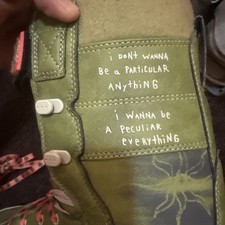 i DON't WANNA
Be a PARTiCULAR
ANYthiNG
i WANNA be
a PecULiAR
eveRYthiNG